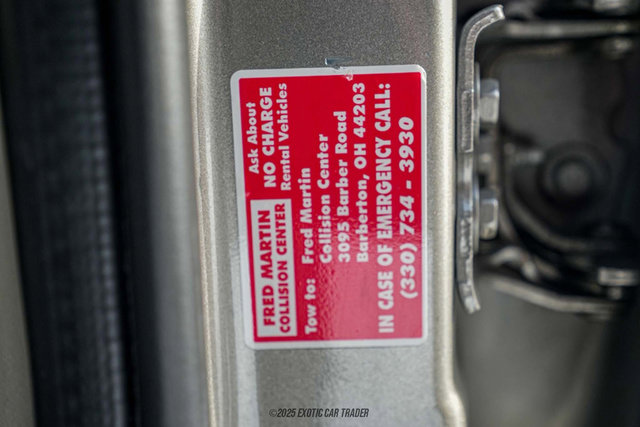 FRED MARTIN
COLLISION CENTER
Ask About
NO CHARGE
Rental Vehicles
Tow to: Fred Martin
Collision Center
3095 Barber Road
Barberton, OH 44203
IN CASE OF EMERGENCY CALL:
(330) 734 - 3930
©2025 EXOTIC CAR TRADER